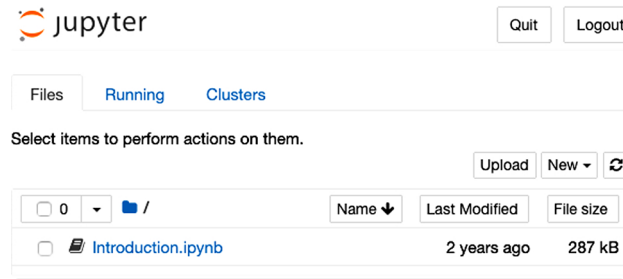 jupyter Quit Logout
Files Running Clusters
Select items to perform actions on them.
Upload New
0 / Name Last Modified File size
Introduction.ipynb 2 years ago 287 kB